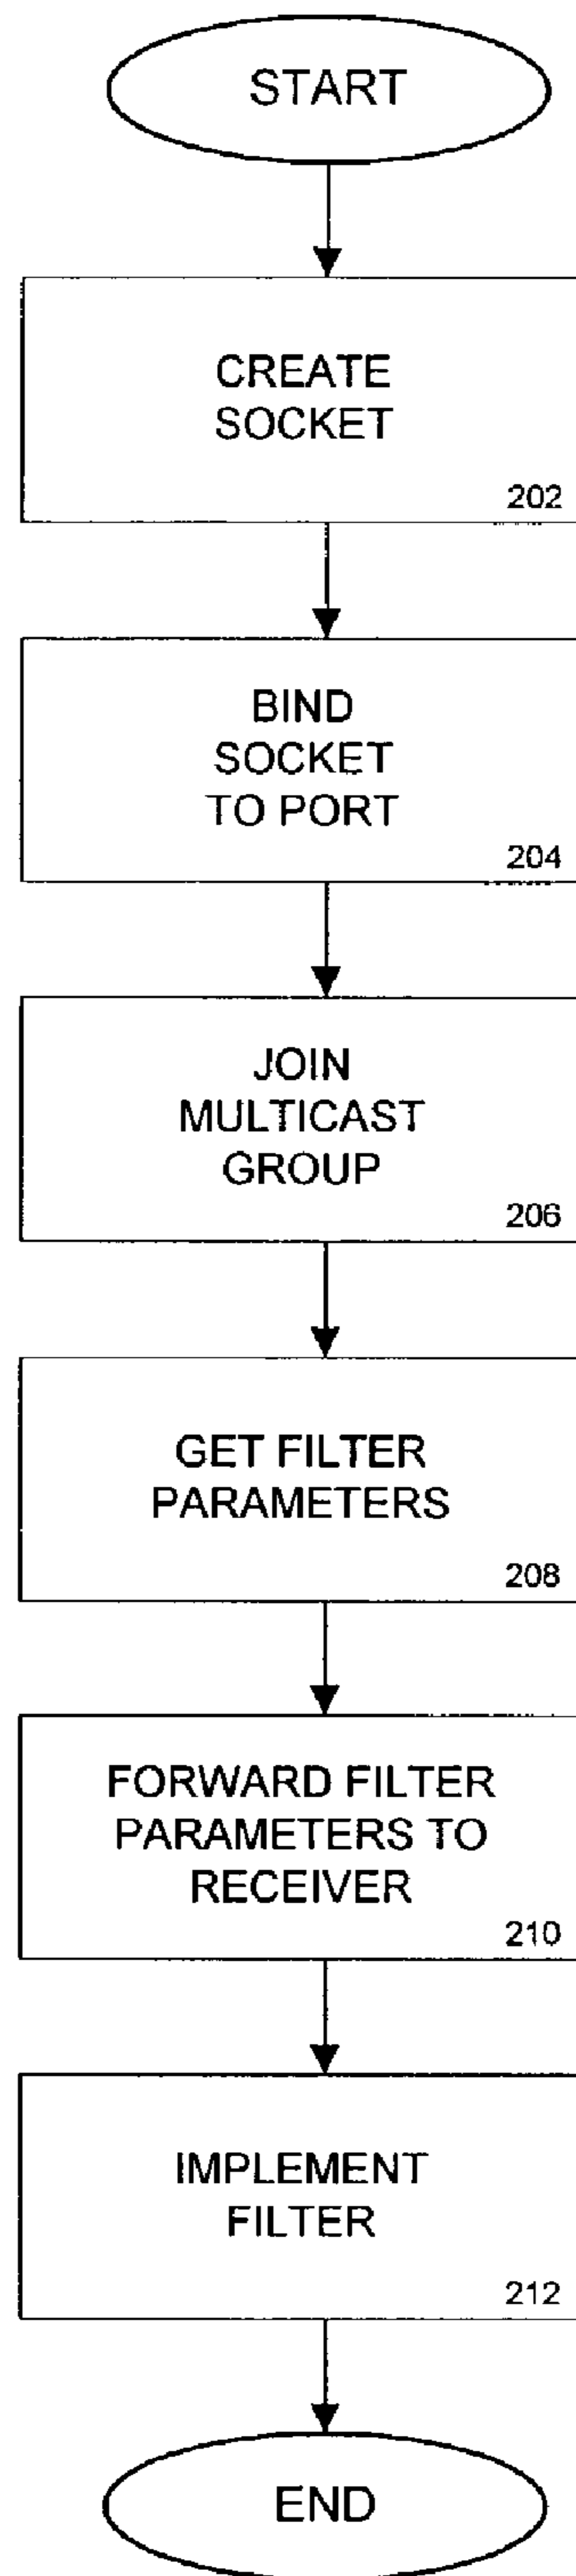 START
CREATE
SOCKET
202
BIND
SOCKET
TO PORT
204
JOIN
MULTICAST
GROUP
206
GET FILTER
PARAMETERS
208
FORWARD FILTER
PARAMETERS TO
RECEIVER
210
IMPLEMENT
FILTER
212
END